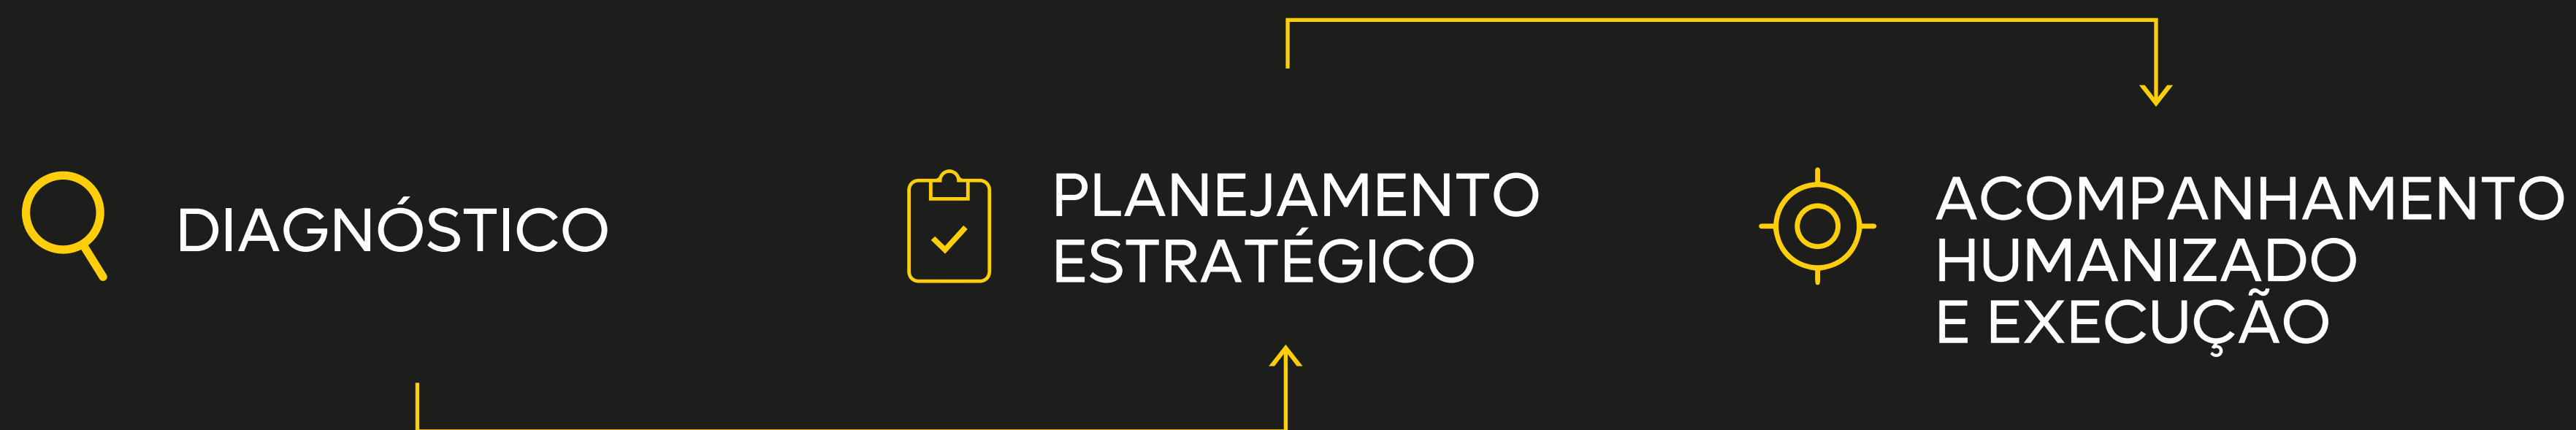 DIAGNÓSTICO
PLANEJAMENTO
ESTRATÉGICO
ACOMPANHAMENTO
HUMANIZADO
E EXECUÇÃO